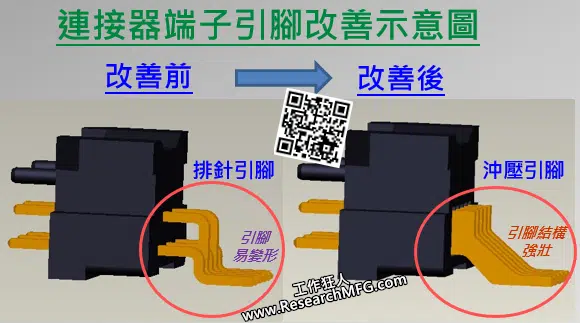 連接器端子引腳改善示意圖
改善前
改善後
排針引腳
沖壓引腳
引腳
易變形
引腳結構
強壯
工作狂人
www.ResearchMFG.com